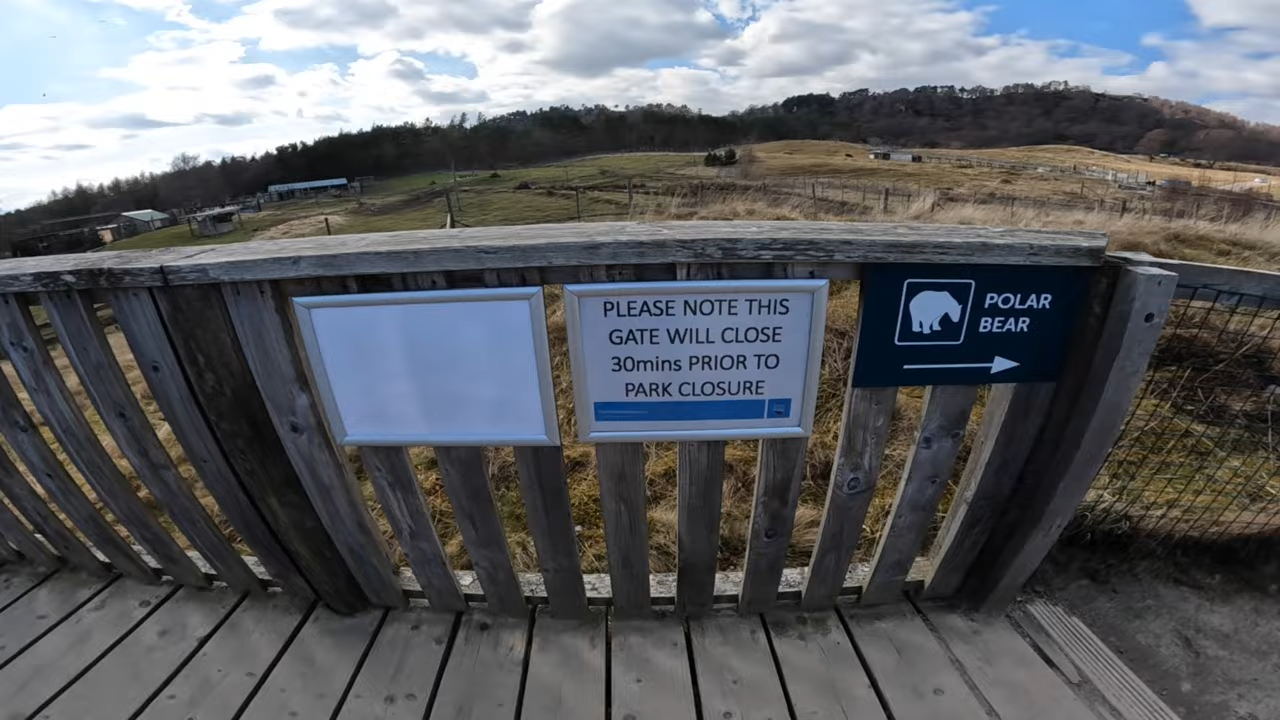 PLEASE NOTE THIS
GATE WILL CLOSE
30mins PRIOR TO
PARK CLOSURE
POLAR
BEAR